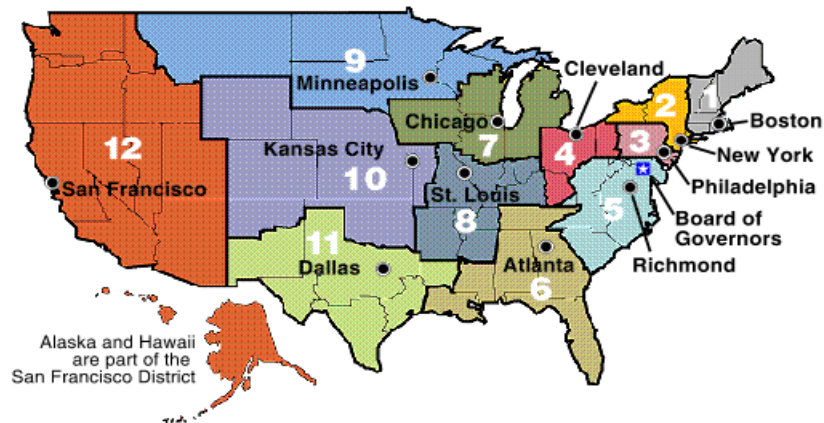 Cleveland
9
Minneapolis
2
1
Chicago
Boston
7
3
12
Kansas City
4
New York
10
San Francisco
St. Louis
Philadelphia
8
5
Board of
Governors
11
Dallas
Atlanta
Richmond
6
Alaska and Hawaii
are part of the
San Francisco District